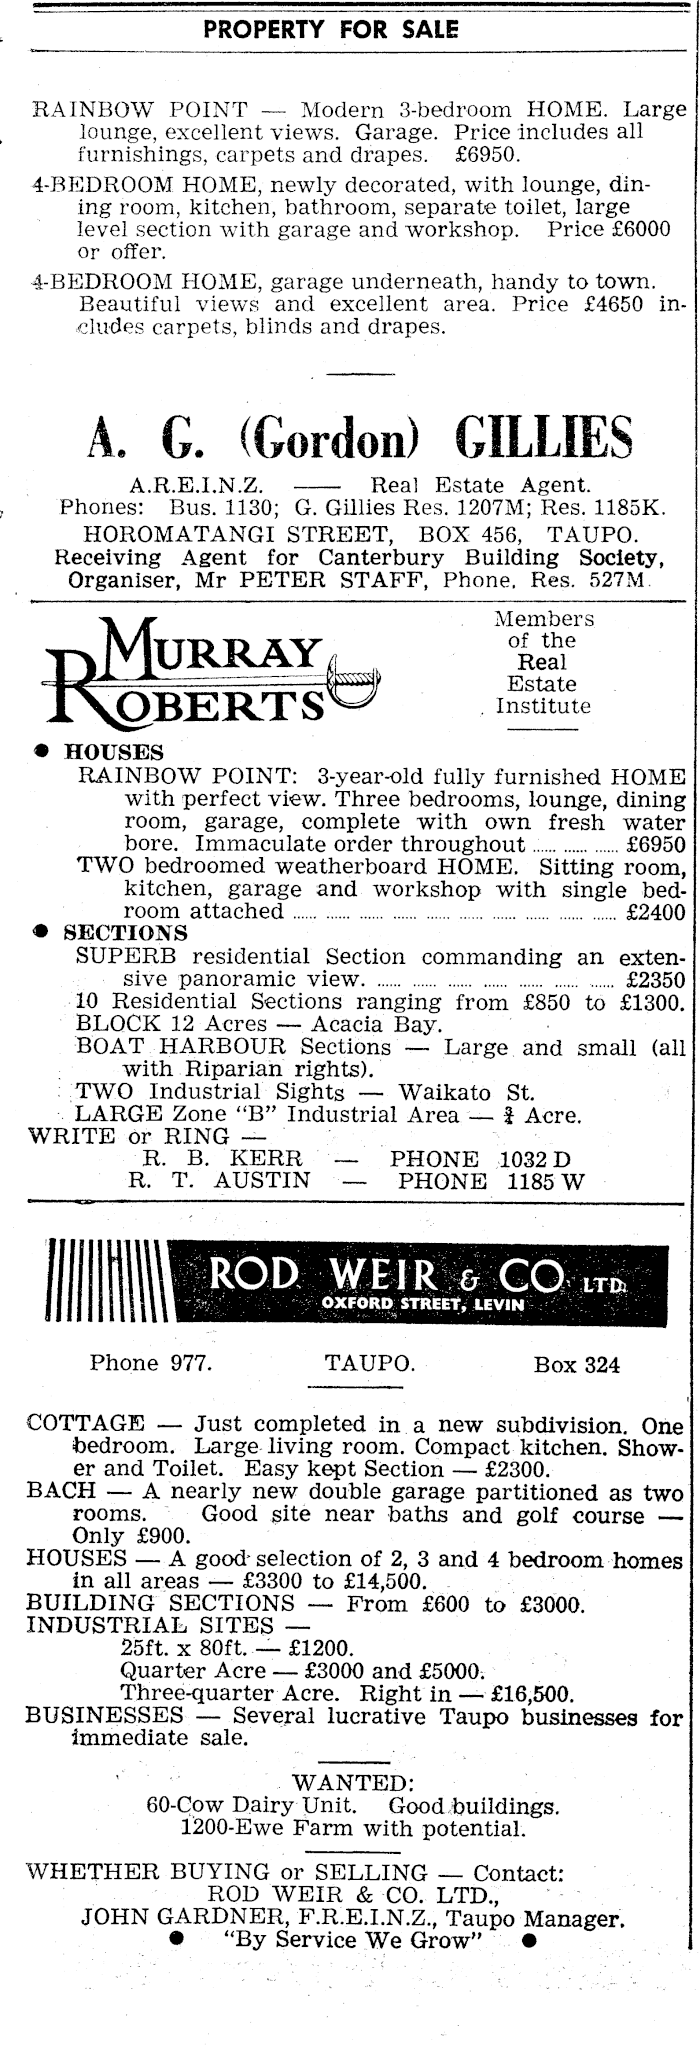 PROPERTY FOR SALE
RAINBOW POINT — Modern 3-bedroom HOME. Large
lounge, excellent views. Garage. Price includes all
furnishings, carpets and drapes. £6950.
4-BEDROOM HOME, newly decorated, with lounge, din-
ing room, kitchen, bathroom, separate toilet, large
level section with garage and workshop. Price £6000
or offer.
4-BEDROOM HOME, garage underneath, handy to town.
Beautiful views and excellent area. Price £4650 in-
cludes carpets, blinds and drapes.
A. G. (Gordon) GILLIES
A.R.E.I.N.Z. —— Real Estate Agent.
Phones: Bus. 1130; G. Gillies Res. 1207M; Res. 1185K.
HOROMATANGI STREET, BOX 456, TAUPO.
Receiving Agent for Canterbury Building Society,
Organiser, Mr PETER STAFF, Phone. Res. 527M.
MURRAY
ROBERTS
Members
of the
Real
Estate
Institute
● HOUSES
RAINBOW POINT: 3-year-old fully furnished HOME
with perfect view. Three bedrooms, lounge, dining
room, garage, complete with own fresh water
bore. Immaculate order throughout ...... ...... ...... £6950
TWO bedroomed weatherboard HOME. Sitting room,
kitchen, garage and workshop with single bed-
room attached ...... ...... ...... ...... ...... ...... ...... ...... ...... ...... £2400
● SECTIONS
SUPERB residential Section commanding an exten-
sive panoramic view. ...... ...... ...... ...... ...... ...... ...... £2350
10 Residential Sections ranging from £850 to £1300.
BLOCK 12 Acres — Acacia Bay.
BOAT HARBOUR Sections — Large and small (all
with Riparian rights).
TWO Industrial Sights — Waikato St.
LARGE Zone "B" Industrial Area — ¾ Acre.
WRITE or RING —
R. B. KERR — PHONE 1032 D
R. T. AUSTIN — PHONE 1185 W
ROD WEIR & CO. LTD.
OXFORD STREET, LEVIN
Phone 977. TAUPO. Box 324
COTTAGE — Just completed in a new subdivision. One
bedroom. Large living room. Compact kitchen. Show-
er and Toilet. Easy kept Section — £2300.
BACH — A nearly new double garage partitioned as two
rooms. Good site near baths and golf course —
Only £900.
HOUSES — A good selection of 2, 3 and 4 bedroom homes
in all areas — £3300 to £14,500.
BUILDING SECTIONS — From £600 to £3000.
INDUSTRIAL SITES —
25ft. x 80ft. — £1200.
Quarter Acre — £3000 and £5000.
Three-quarter Acre. Right in — £16,500.
BUSINESSES — Several lucrative Taupo businesses for
immediate sale.
WANTED:
60-Cow Dairy Unit. Good buildings.
1200-Ewe Farm with potential.
WHETHER BUYING or SELLING — Contact:
ROD WEIR & CO. LTD.,
JOHN GARDNER, F.R.E.I.N.Z., Taupo Manager.
● "By Service We Grow" ●